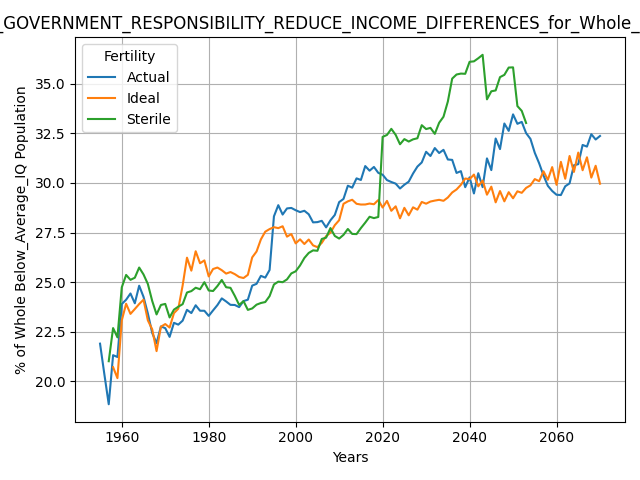 _GOVERNMENT_RESPONSIBILITY_REDUCE_INCOME_DIFFERENCES_for_Whole_
Fertility
Actual
Ideal
Sterile
% of Whole Below_Average_IQ Population
35.0
32.5
30.0
27.5
25.0
22.5
20.0
1960 1980 2000 2020 2040 2060
Years